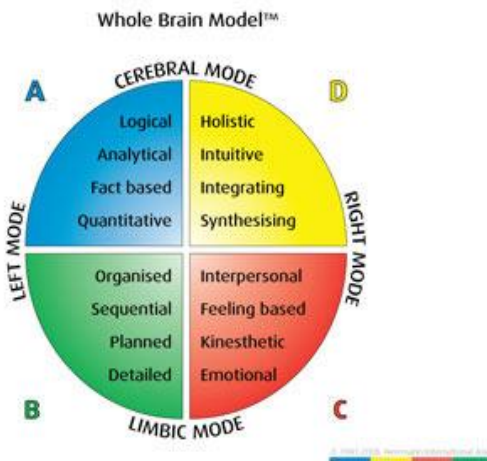 Whole Brain Model™
CEREBRAL MODE
A
D
Logical
Analytical
Fact based
Quantitative
Holistic
Intuitive
Integrating
Synthesising
LEFT MODE
RIGHT MODE
Organised
Sequential
Planned
Detailed
Interpersonal
Feeling based
Kinesthetic
Emotional
B
C
LIMBIC MODE